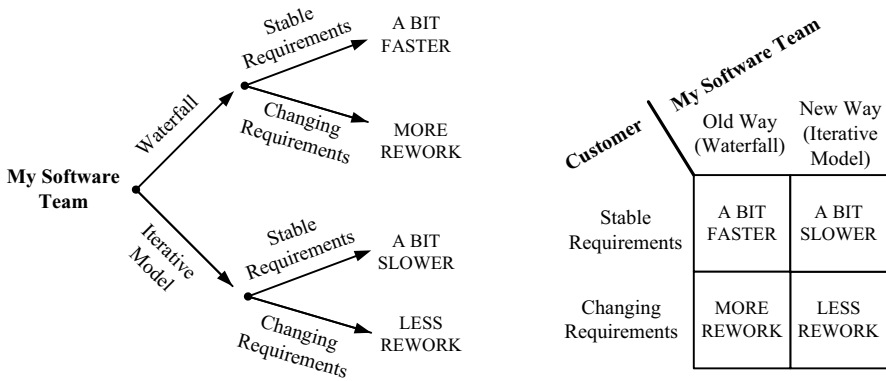 Stable
Requirements
A BIT
FASTER
Waterfall
Changing
Requirements
MORE
REWORK
My Software
Team
Iterative
Model
Stable
Requirements
A BIT
SLOWER
Changing
Requirements
LESS
REWORK
My Software Team
Customer
Old Way
(Waterfall)
New Way
(Iterative
Model)
Stable
Requirements
A BIT
FASTER
A BIT
SLOWER
Changing
Requirements
MORE
REWORK
LESS
REWORK